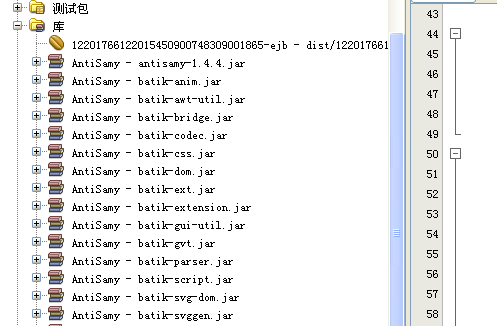 测试包
库
122017661220154509007483090018​65-ejb - dist/122017661
AntiSamy - antisamy-1.4.4.jar
AntiSamy - batik-anim.jar
AntiSamy - batik-awt-util.jar
AntiSamy - batik-bridge.jar
AntiSamy - batik-codec.jar
AntiSamy - batik-css.jar
AntiSamy - batik-dom.jar
AntiSamy - batik-ext.jar
AntiSamy - batik-extension.jar
AntiSamy - batik-gui-util.jar
AntiSamy - batik-gvt.jar
AntiSamy - batik-parser.jar
AntiSamy - batik-script.jar
AntiSamy - batik-svg-dom.jar
AntiSamy - batik-svggen.jar
43
44
45
46
47
48
49
50
51
52
53
54
55
56
57
58